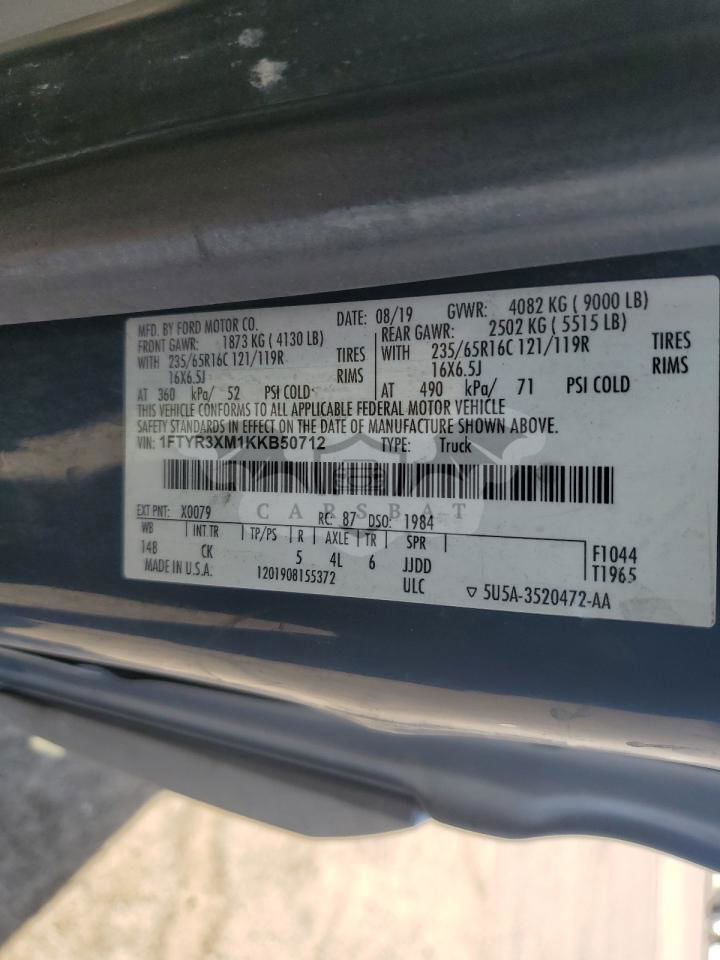 MFD. BY FORD MOTOR CO. DATE: 08/19 GVWR: 4082 KG ( 9000 LB)
FRONT GAWR: 1873 KG ( 4130 LB) REAR GAWR: 2502 KG ( 5515 LB)
WITH 235/65R16C 121/119R TIRES WITH 235/65R16C 121/119R TIRES
16X6.5J RIMS 16X6.5J RIMS
AT 360 kPa/ 52 PSI COLD AT 490 kPa/ 71 PSI COLD
THIS VEHICLE CONFORMS TO ALL APPLICABLE FEDERAL MOTOR VEHICLE
SAFETY STANDARDS IN EFFECT ON THE DATE OF MANUFACTURE SHOWN ABOVE.
VIN: 1FTYR3XM1KKB50712 TYPE: Truck
CARSBAT
EXT PNT: X0079 RC: 87 DSO: 1984
WB INT TR TP/PS R AXLE TR SPR
148 CK 5 4L 6 JJDD F1044
MADE IN U.S.A. 1201908155372 ULC T1965
▽ 5U5A-3520472-AA